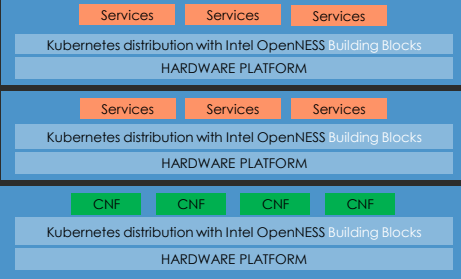 Services Services Services
Kubernetes distribution with Intel OpenNESS Building Blocks
HARDWARE PLATFORM
Services Services Services
Kubernetes distribution with Intel OpenNESS Building Blocks
HARDWARE PLATFORM
CNF CNF CNF CNF
Kubernetes distribution with Intel OpenNESS Building Blocks
HARDWARE PLATFORM